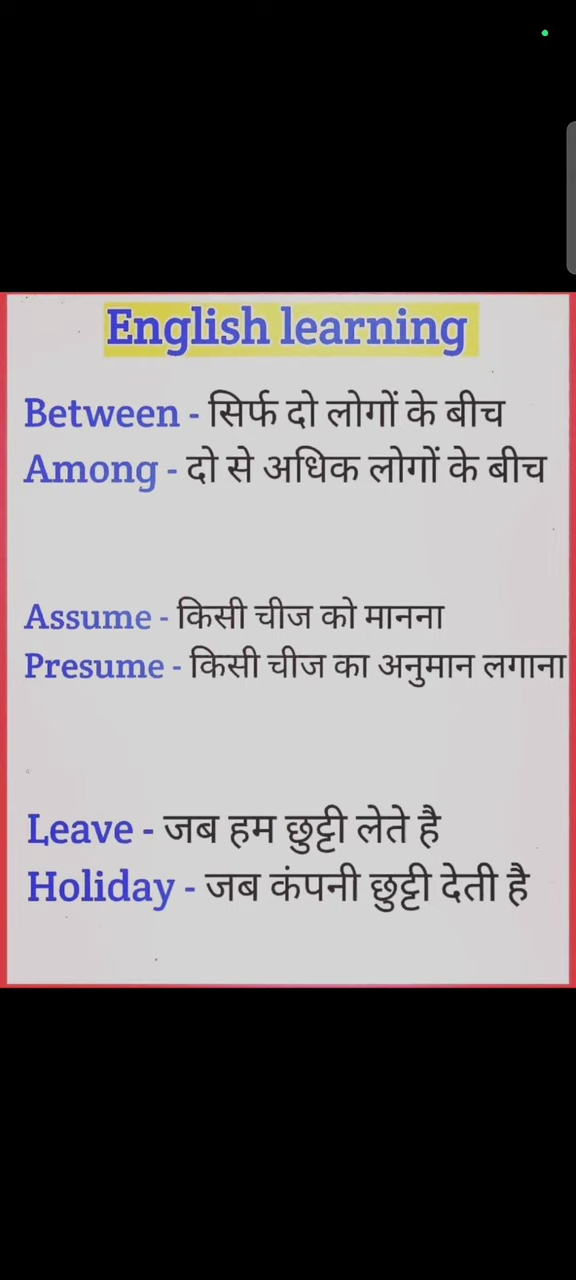 English learning
Between - सिर्फ दो लोगों के बीच
Among - दो से अधिक लोगों के बीच
Assume - किसी चीज को मानना
Presume - किसी चीज का अनुमान लगाना
Leave - जब हम छुट्टी लेते है
Holiday - जब कंपनी छुट्टी देती है